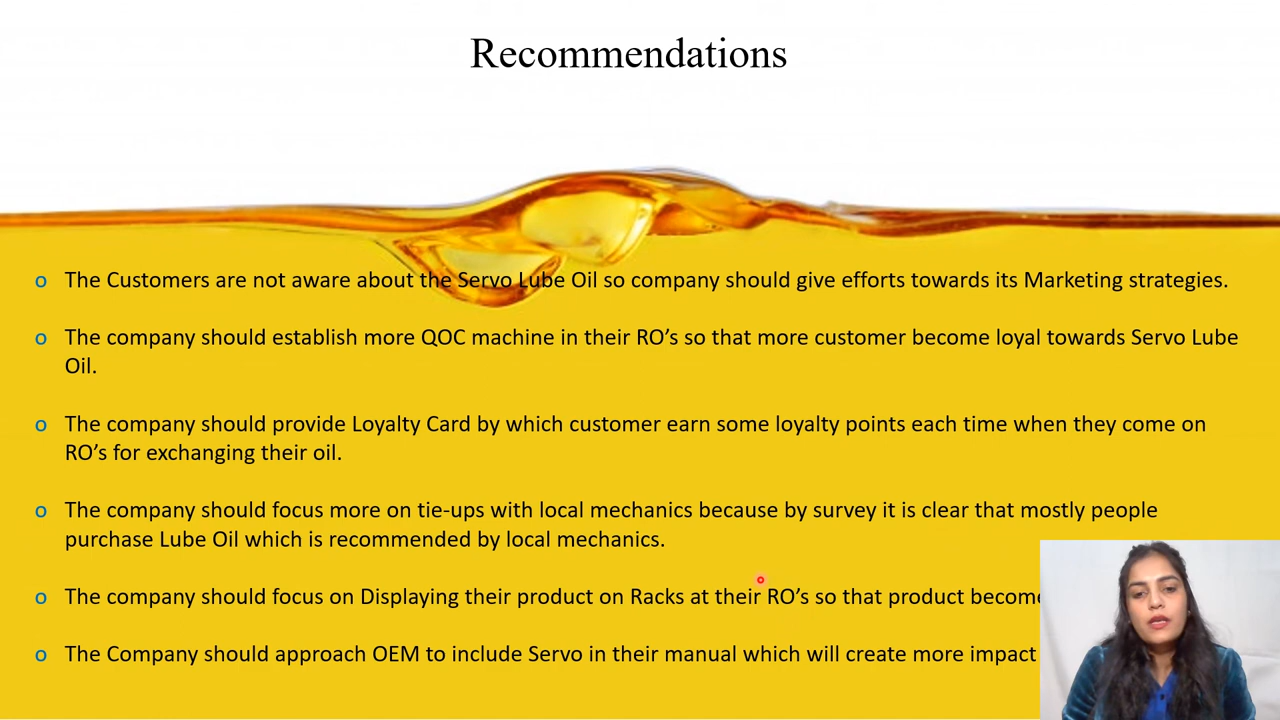 Recommendations
o The Customers are not aware about the Servo Lube Oil so company should give efforts towards its Marketing strategies.
o The company should establish more QOC machine in their RO’s so that more customer become loyal towards Servo Lube
Oil.
o The company should provide Loyalty Card by which customer earn some loyalty points each time when they come on
RO’s for exchanging their oil.
o The company should focus more on tie-ups with local mechanics because by survey it is clear that mostly people
purchase Lube Oil which is recommended by local mechanics.
o The company should focus on Displaying their product on Racks at their RO’s so that product become
o The Company should approach OEM to include Servo in their manual which will create more impact